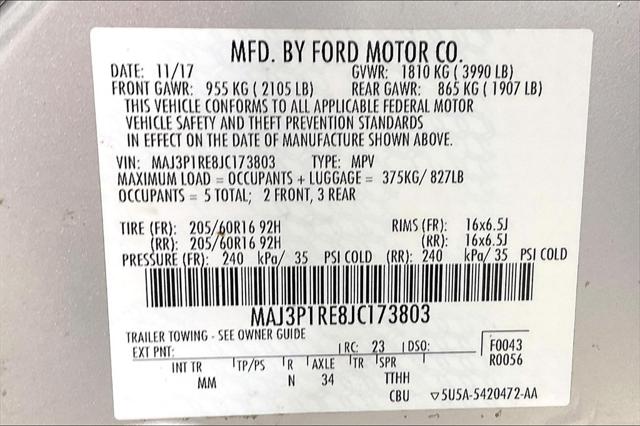 MFD. BY FORD MOTOR CO.
DATE: 11/17 GVWR: 1810 KG ( 3990 LB)
FRONT GAWR: 955 KG ( 2105 LB) REAR GAWR: 865 KG ( 1907 LB)
THIS VEHICLE CONFORMS TO ALL APPLICABLE FEDERAL MOTOR
VEHICLE SAFETY AND THEFT PREVENTION STANDARDS
IN EFFECT ON THE DATE OF MANUFACTURE SHOWN ABOVE.
VIN: MAJ3P1RE8JC173803 TYPE: MPV
MAXIMUM LOAD = OCCUPANTS + LUGGAGE = 375KG/ 827LB
OCCUPANTS = 5 TOTAL; 2 FRONT, 3 REAR
TIRE (FR): 205/60R16 92H RIMS (FR): 16x6.5J
(RR): 205/60R16 92H (RR): 16x6.5J
PRESSURE (FR): 240 kPa/ 35 PSI COLD (RR): 240 kPa/ 35 PSI COLD
MAJ3P1RE8JC173803
TRAILER TOWING - SEE OWNER GUIDE
EXT PNT: RC: 23 DSO: F0043
R0056
INT TR TP/PS R AXLE TR SPR
MM N 34 TTHH
CBU ▽5U5A-5420472-AA